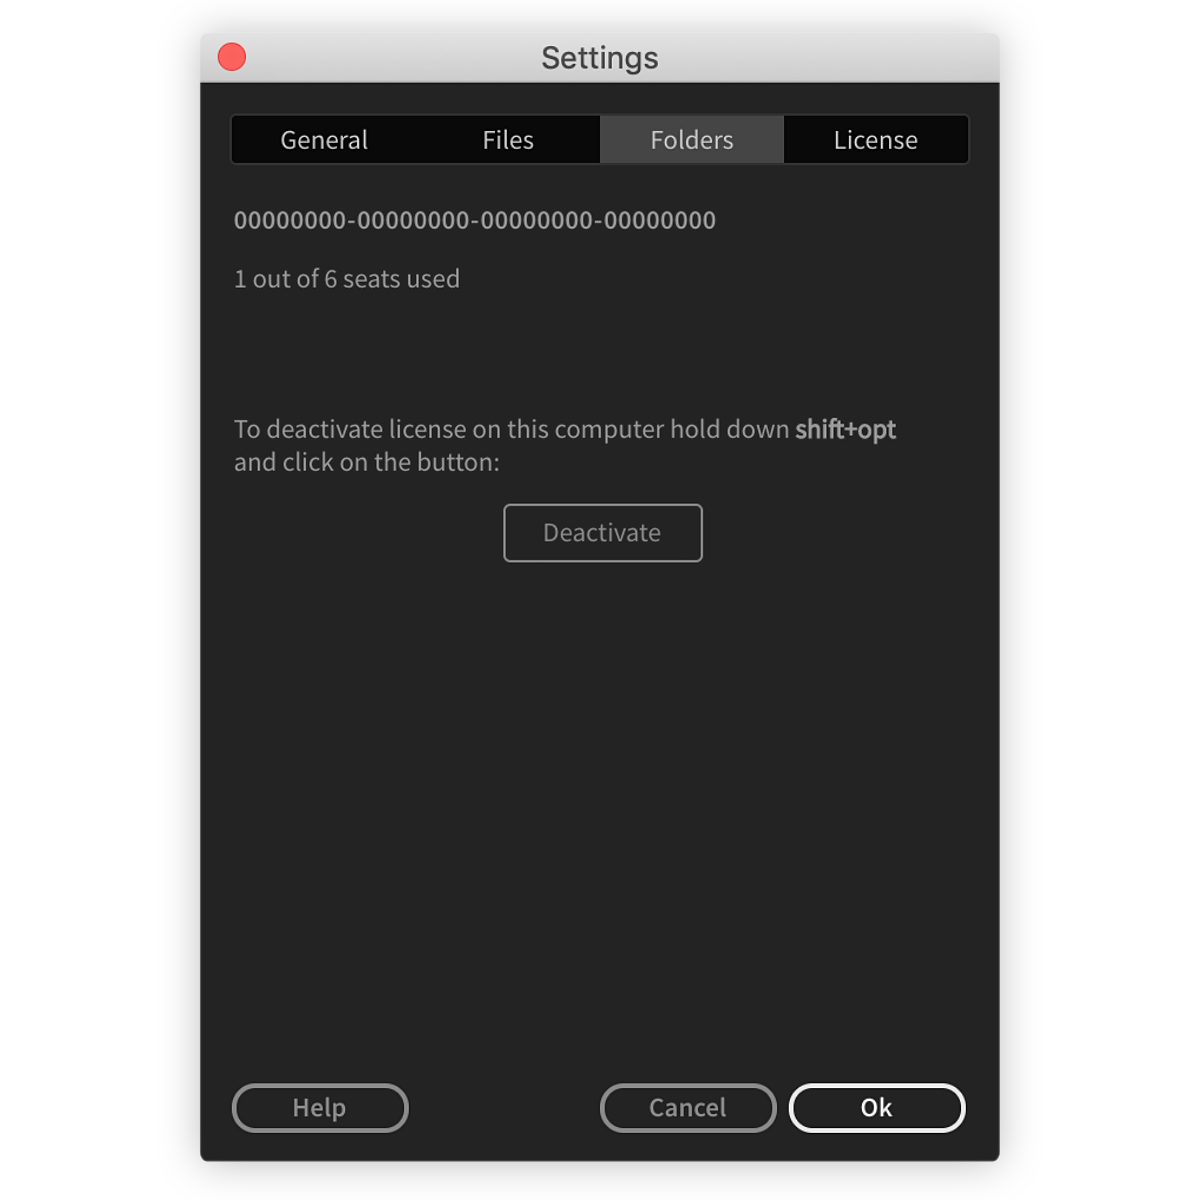 Settings
General Files Folders License
00000000-00000000-00000000-00000000
1 out of 6 seats used
To deactivate license on this computer hold down shift+opt
and click on the button:
Deactivate
Help Cancel Ok